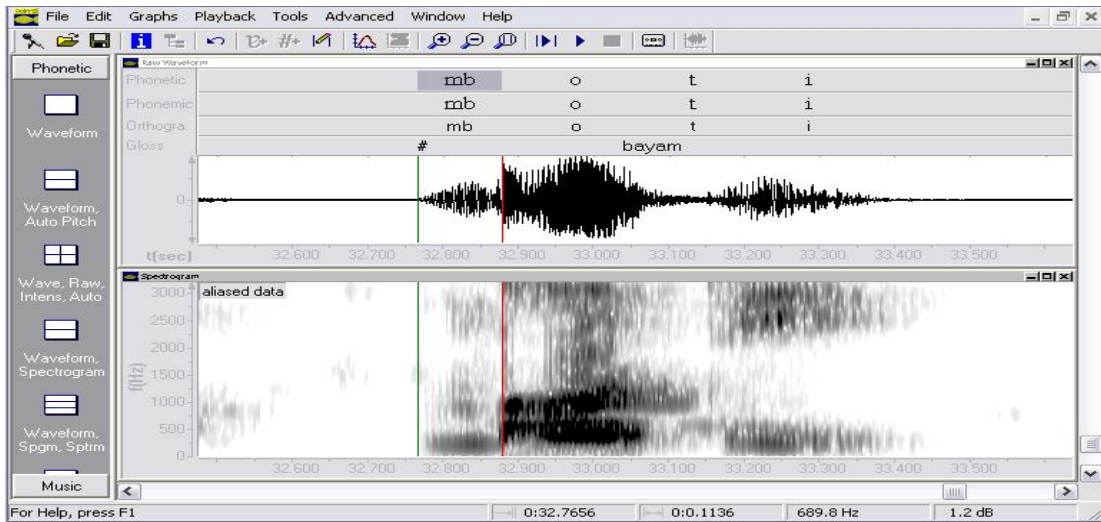 File Edit Graphs Playback Tools Advanced Window Help
Phonetic
Waveform
Waveform,
Auto Pitch
Wave, Raw,
Intens, Auto
Waveform,
Spectrogram
Waveform,
Spgm, Sptrm
Music
Raw Waveform
Phonetic mb o t i
Phonemic mb o t i
Orthogra. mb o t i
Gloss # bayam
0
t(sec) 32.600 32.700 32.800 32.900 33.000 33.100 33.200 33.300 33.400 33.500
Spectrogram
aliased data
f(Hz)
3000
2500
2000
1500
1000
500
0
32.600 32.700 32.800 32.900 33.000 33.100 33.200 33.300 33.400 33.500
For Help, press F1 0:32.7656 0:0.1136 689.8 Hz 1.2 dB